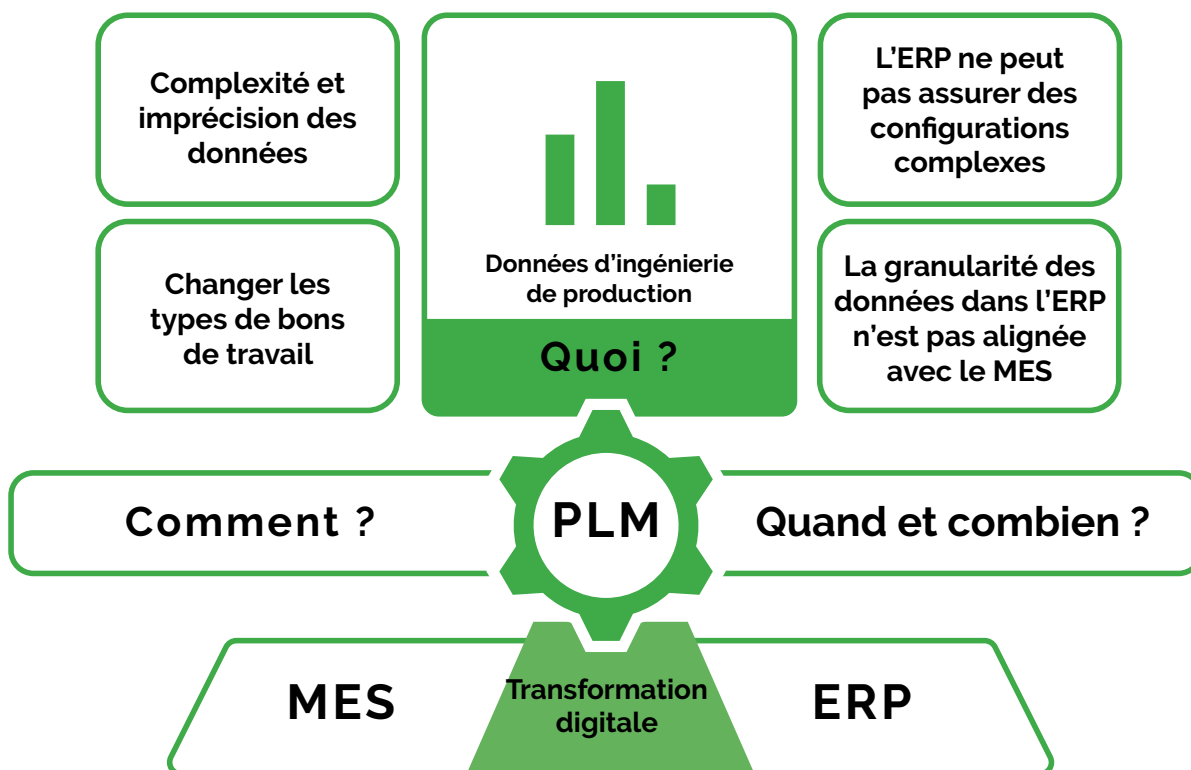 Complexité et
imprécision des
données
Changer les
types de bons
de travail
Données d’ingénierie
de production
Quoi ?
L’ERP ne peut
pas assurer des
configurations
complexes
La granularité des
données dans l’ERP
n’est pas alignée
avec le MES
Comment ?
PLM
Quand et combien ?
MES
Transformation
digitale
ERP